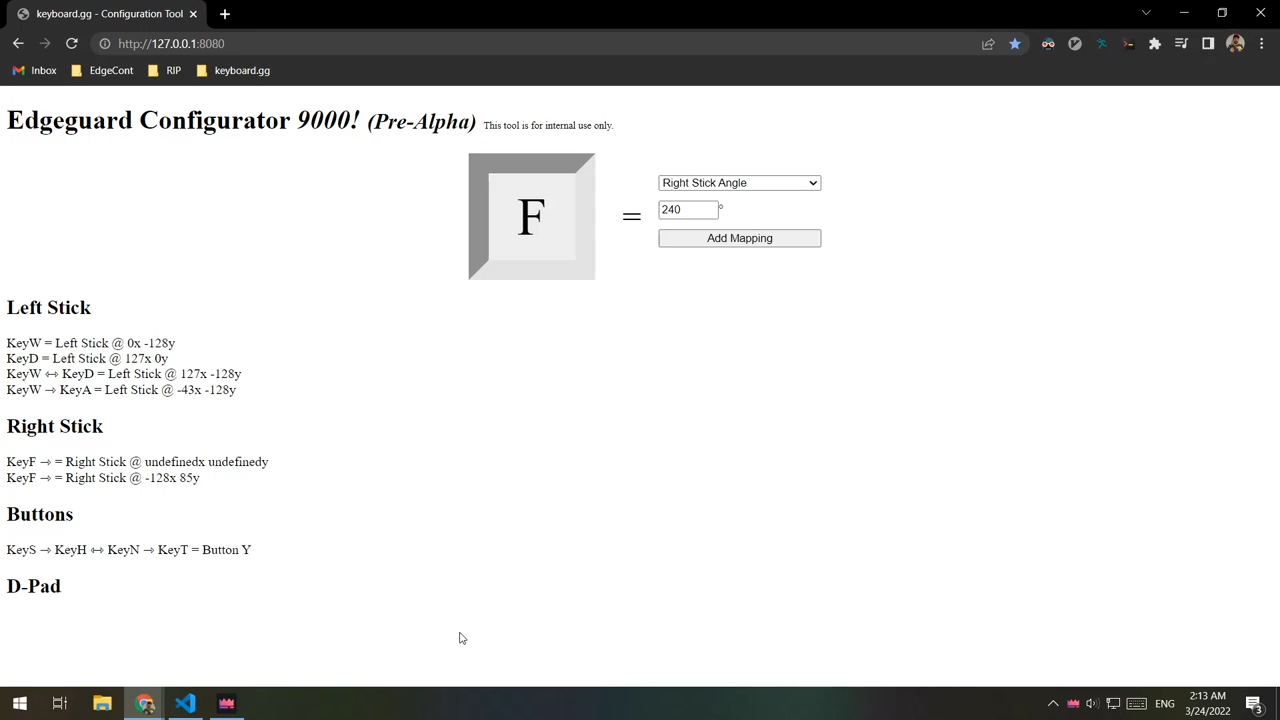 keyboard.gg - Configuration Tool
http://127.0.0.1:8080
Inbox EdgeCont RIP keyboard.gg
Edgeguard Configurator 9000! (Pre-Alpha) This tool is for internal use only.
F
=
Right Stick Angle
240 °
Add Mapping
Left Stick
KeyW = Left Stick @ 0x -128y
KeyD = Left Stick @ 127x 0y
KeyW ⇿ KeyD = Left Stick @ 127x -128y
KeyW ⇾ KeyA = Left Stick @ -43x -128y
Right Stick
KeyF ⇾ = Right Stick @ undefinedx undefinedy
KeyF ⇾ = Right Stick @ -128x 85y
Buttons
KeyS ⇾ KeyH ⇿ KeyN ⇾ KeyT = Button Y
D-Pad
ENG
2:13 AM
3/24/2022
3